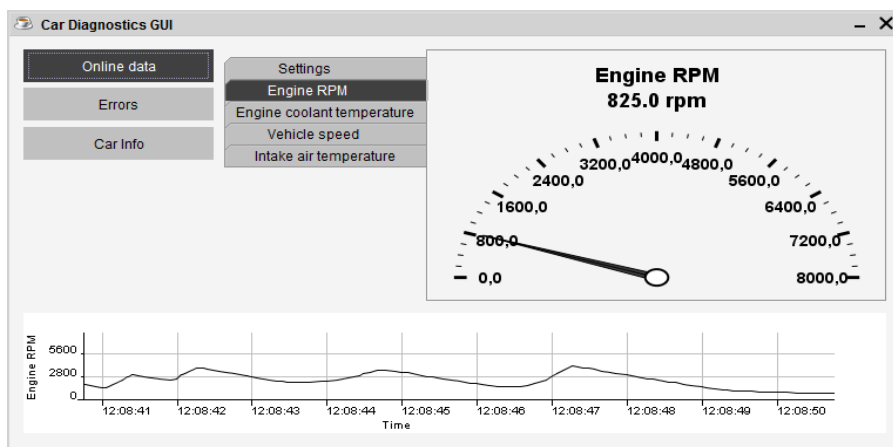 Car Diagnostics GUI
Online data
Errors
Car Info
Settings
Engine RPM
Engine coolant temperature
Vehicle speed
Intake air temperature
Engine RPM
825.0 rpm
0,0
800,0
1600,0
2400,0
3200,0
4000,0
4800,0
5600,0
6400,0
7200,0
8000,0
Engine RPM
5600
2800
0
12:08:41 12:08:42 12:08:43 12:08:44 12:08:45 12:08:46 12:08:47 12:08:48 12:08:49 12:08:50
Time